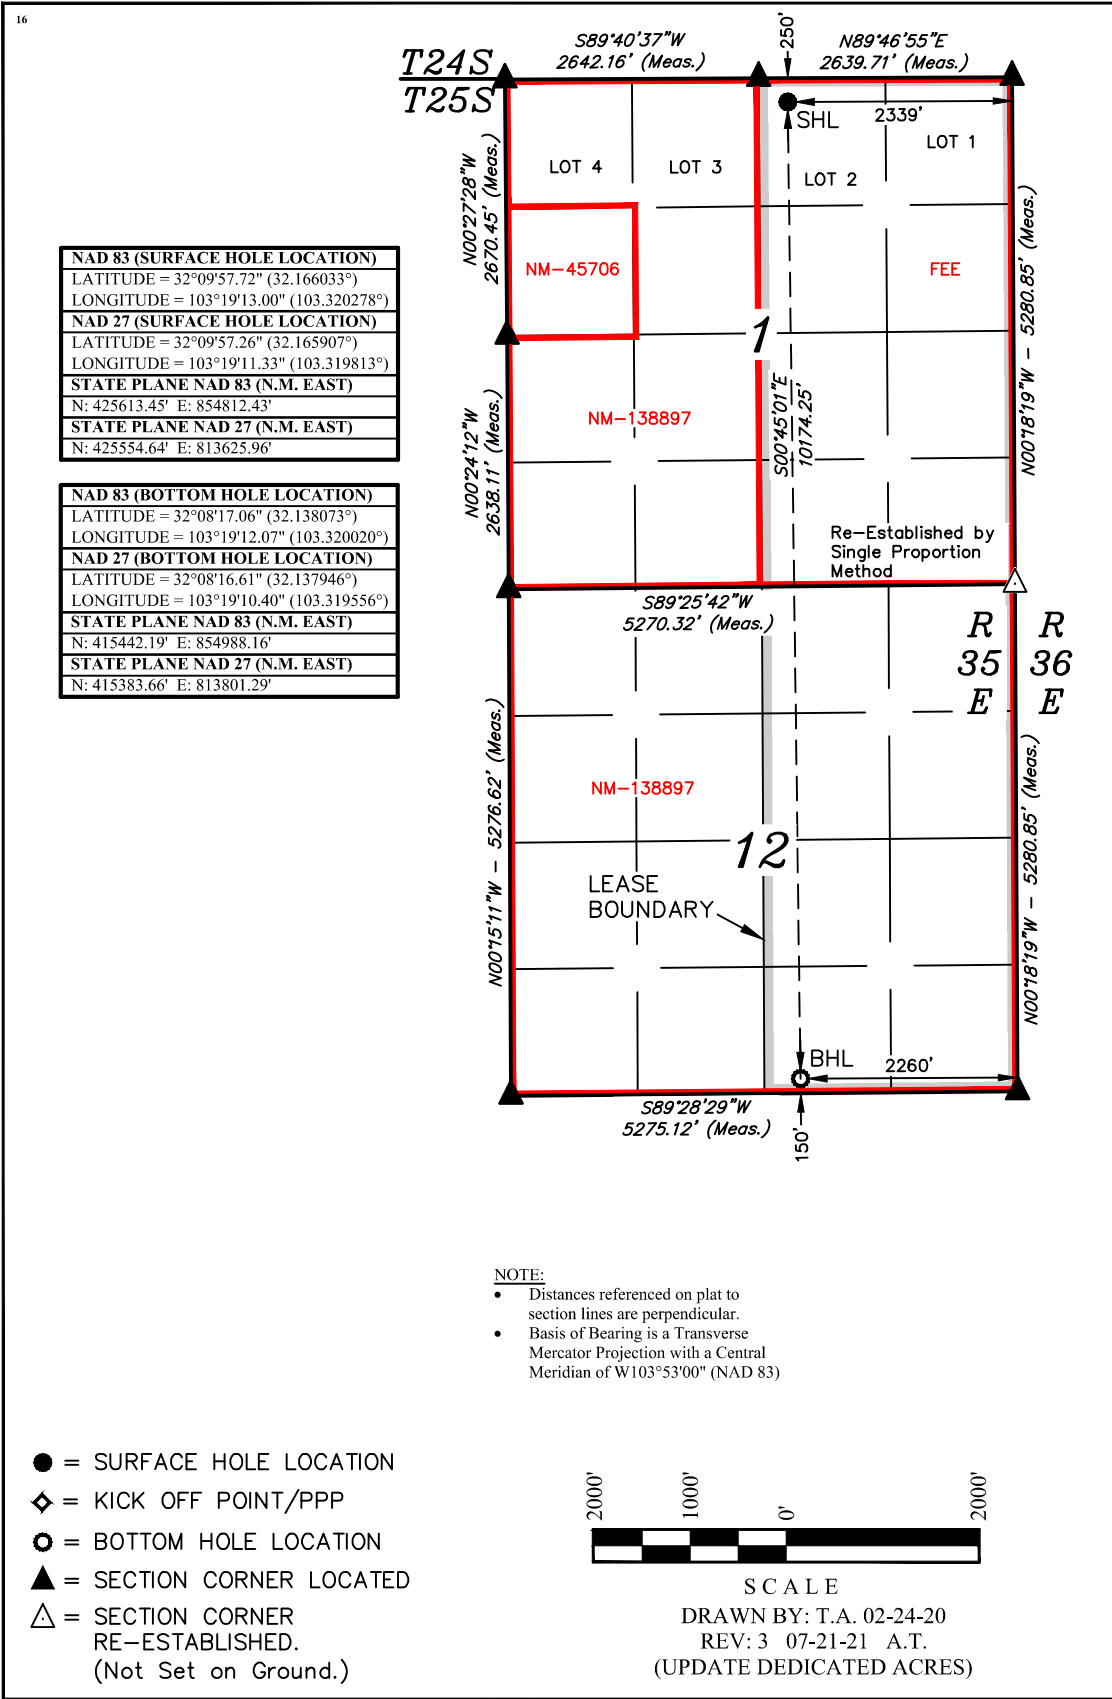 16
T24S
T25S
S89°40'37"W
2642.16' (Meas.)
250'
N89°46'55"E
2639.71' (Meas.)
SHL
2339'
LOT 4
LOT 3
LOT 2
LOT 1
N00°27'28"W
2670.45' (Meas.)
NM-45706
FEE
1
N00°18'19"W - 5280.85' (Meas.)
NAD 83 (SURFACE HOLE LOCATION)
LATITUDE = 32°09'57.72" (32.166033°)
LONGITUDE = 103°19'13.00" (103.320278°)
NAD 27 (SURFACE HOLE LOCATION)
LATITUDE = 32°09'57.26" (32.165907°)
LONGITUDE = 103°19'11.33" (103.319813°)
STATE PLANE NAD 83 (N.M. EAST)
N: 425613.45' E: 854812.43'
STATE PLANE NAD 27 (N.M. EAST)
N: 425554.64' E: 813625.96'
NM-138897
S00°45'01"E
10174.25'
N00°24'12"W
2638.11' (Meas.)
NAD 83 (BOTTOM HOLE LOCATION)
LATITUDE = 32°08'17.06" (32.138073°)
LONGITUDE = 103°19'12.07" (103.320020°)
NAD 27 (BOTTOM HOLE LOCATION)
LATITUDE = 32°08'16.61" (32.137946°)
LONGITUDE = 103°19'10.40" (103.319556°)
STATE PLANE NAD 83 (N.M. EAST)
N: 415442.19' E: 854988.16'
STATE PLANE NAD 27 (N.M. EAST)
N: 415383.66' E: 813801.29'
Re-Established by
Single Proportion
Method
S89°25'42"W
5270.32' (Meas.)
R
35
E
R
36
E
N00°15'11"W - 5276.62' (Meas.)
NM-138897
12
LEASE
BOUNDARY
N00°18'19"W - 5280.85' (Meas.)
BHL
2260'
S89°28'29"W
5275.12' (Meas.)
150'
NOTE:
• Distances referenced on plat to
section lines are perpendicular.
• Basis of Bearing is a Transverse
Mercator Projection with a Central
Meridian of W103°53'00" (NAD 83)
= SURFACE HOLE LOCATION
= KICK OFF POINT/PPP
= BOTTOM HOLE LOCATION
= SECTION CORNER LOCATED
= SECTION CORNER
RE-ESTABLISHED.
(Not Set on Ground.)
2000'
1000'
0'
2000'
SCALE
DRAWN BY: T.A. 02-24-20
REV: 3 07-21-21 A.T.
(UPDATE DEDICATED ACRES)